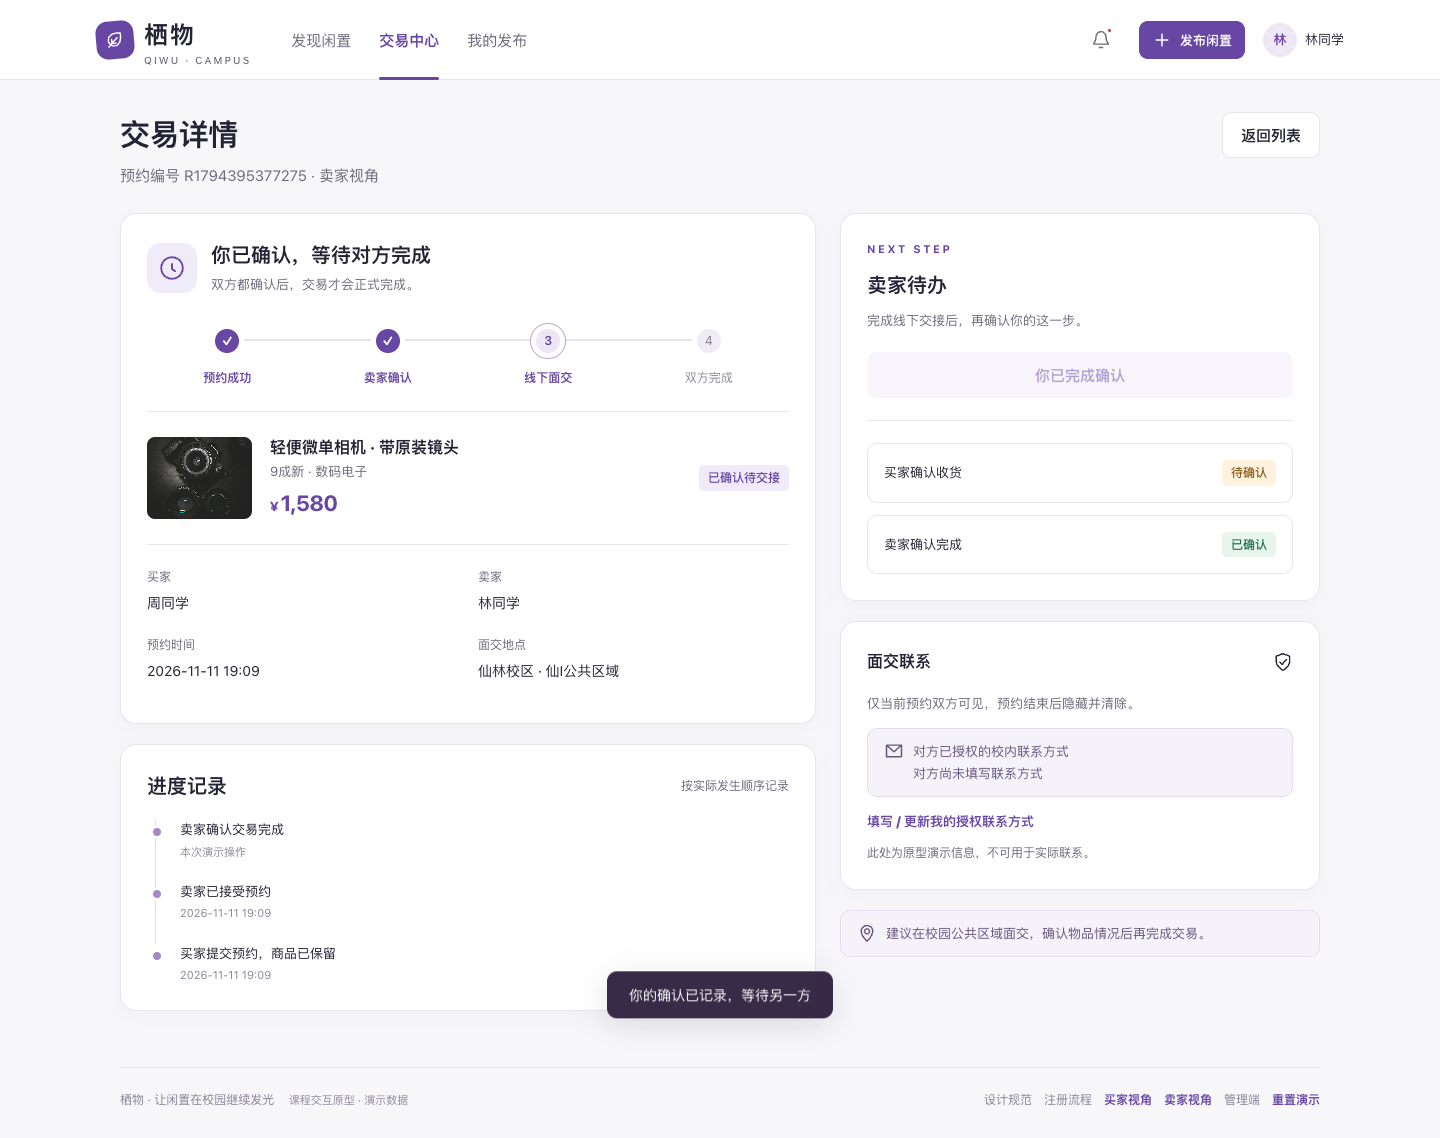 栖物
QIWU · CAMPUS
发现闲置
交易中心
我的发布
发布闲置
林
林同学
交易详情
预约编号 R1794395377275 · 卖家视角
返回列表
你已确认，等待对方完成
双方都确认后，交易才会正式完成。
3
4
预约成功
卖家确认
线下面交
双方完成
轻便微单相机 · 带原装镜头
9成新 · 数码电子
¥1,580
已确认待交接
买家
周同学
卖家
林同学
预约时间
2026-11-11 19:09
面交地点
仙林校区 · 仙I公共区域
进度记录
按实际发生顺序记录
卖家确认交易完成
本次演示操作
卖家已接受预约
2026-11-11 19:09
买家提交预约，商品已保留
2026-11-11 19:09
NEXT STEP
卖家待办
完成线下交接后，再确认你的这一步。
你已完成确认
买家确认收货
待确认
卖家确认完成
已确认
面交联系
仅当前预约双方可见，预约结束后隐藏并清除。
对方已授权的校内联系方式
对方尚未填写联系方式
填写 / 更新我的授权联系方式
此处为原型演示信息，不可用于实际联系。
建议在校园公共区域面交，确认物品情况后再完成交易。
你的确认已记录，等待另一方
栖物 · 让闲置在校园继续发光
课程交互原型 · 演示数据
设计规范
注册流程
买家视角
卖家视角
管理端
重置演示